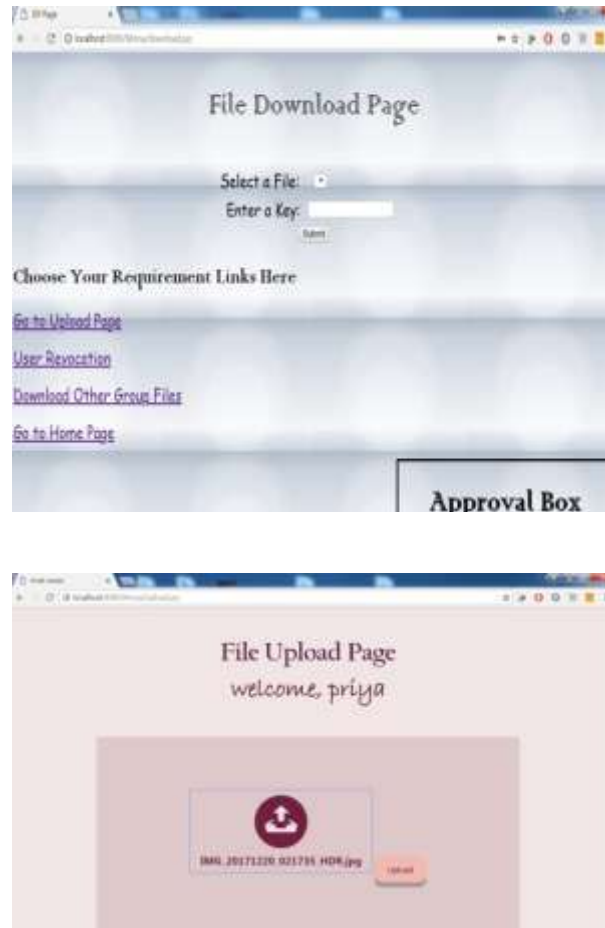 File Download Page
Select a File:
Enter a Key:
Submit
Choose Your Requirement Links Here
Go to Upload Page
User Revocation
Download Other Group Files
Go to Home Page
Approval Box
File Upload Page
welcome, priya
IMG_20171220_021735_HDR.jpg
Upload